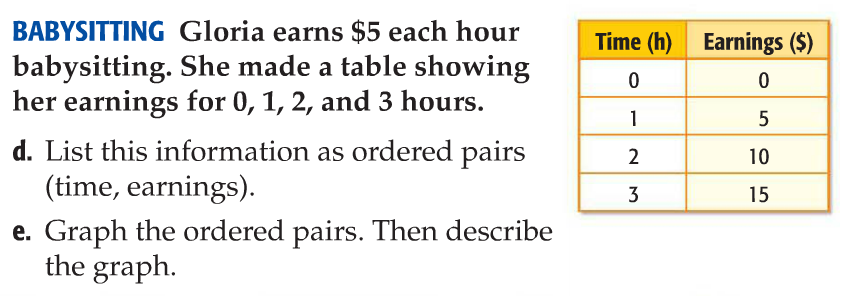 BABYSITTING Gloria earns $5 each hour
babysitting. She made a table showing
her earnings for 0, 1, 2, and 3 hours.
d. List this information as ordered pairs
(time, earnings).
e. Graph the ordered pairs. Then describe
the graph.
Time (h) Earnings ($)
0 0
1 5
2 10
3 15